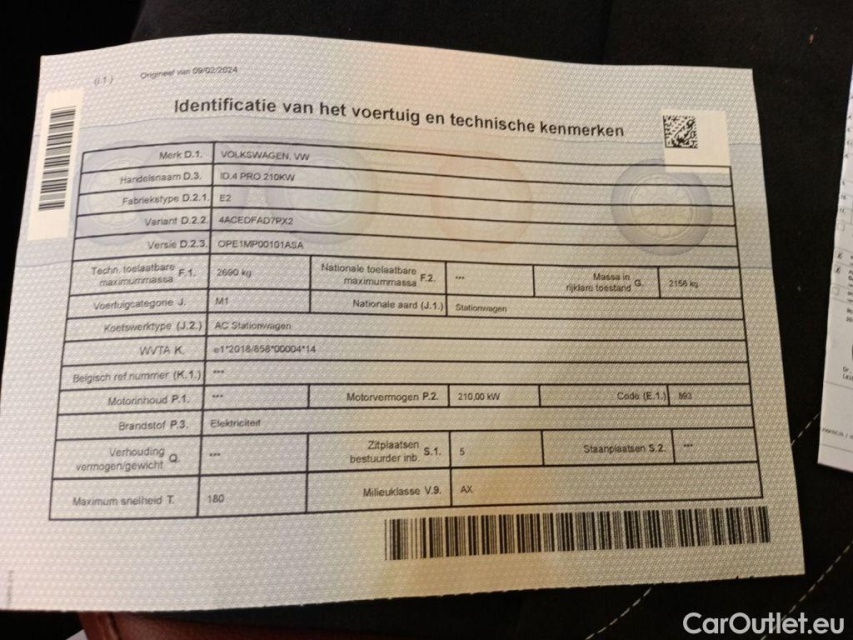 (I.1.) Origineel van 09/02/2024
Identificatie van het voertuig en technische kenmerken
Merk D.1. VOLKSWAGEN, VW
Handelsnaam D.3. ID.4 PRO 210KW
Fabriekstype D.2.1. E2
Variant D.2.2. 4ACEDFAD7PX2
Versie D.2.3. OPE1MP00101ASA
Techn. toelaatbare maximummassa F.1. 2690 kg Nationale toelaatbare maximummassa F.2. --- Massa in rijklare toestand G. 2156 kg
Voertuigcategorie J. M1 Nationale aard (J.1.) Stationwagen
Koetswerktype (J.2.) AC Stationwagen
WVTA K. e1*2018/858*00004*14
Belgisch ref nummer (K.1.) ---
Motorinhoud P.1. --- Motorvermogen P.2. 210,00 kW Code (E.1.) 893
Brandstof P.3. Elektriciteit
Verhouding vermogen/gewicht Q. --- Zitplaatsen bestuurder inb. S.1. 5 Staanplaatsen S.2. ---
Maximum snelheid T. 180 Milieuklasse V.9. AX
CarOutlet.eu